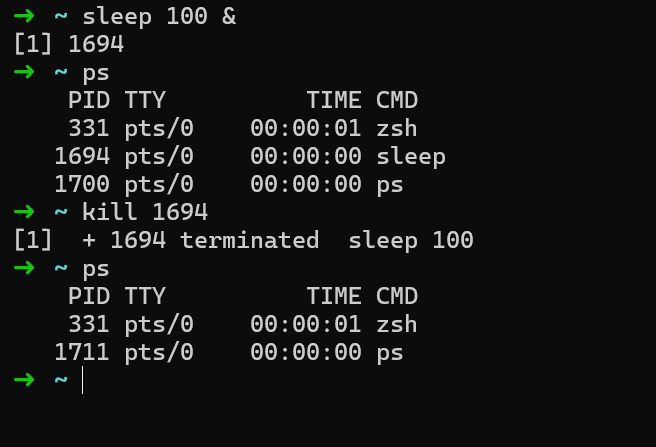 ➜ ~ sleep 100 &
[1] 1694
➜ ~ ps
    PID TTY          TIME CMD
    331 pts/0    00:00:01 zsh
   1694 pts/0    00:00:00 sleep
   1700 pts/0    00:00:00 ps
➜ ~ kill 1694
[1]  + 1694 terminated  sleep 100
➜ ~ ps
    PID TTY          TIME CMD
    331 pts/0    00:00:01 zsh
   1711 pts/0    00:00:00 ps
➜ ~